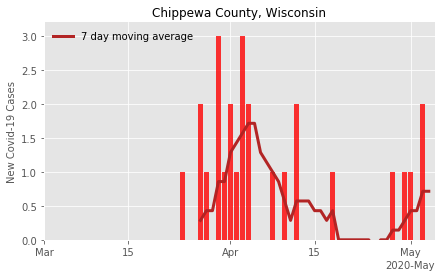 Chippewa County, Wisconsin
7 day moving average
New Covid-19 Cases
3.0
2.5
2.0
1.5
1.0
0.5
0.0
Mar 15 Apr 15 May
2020-May